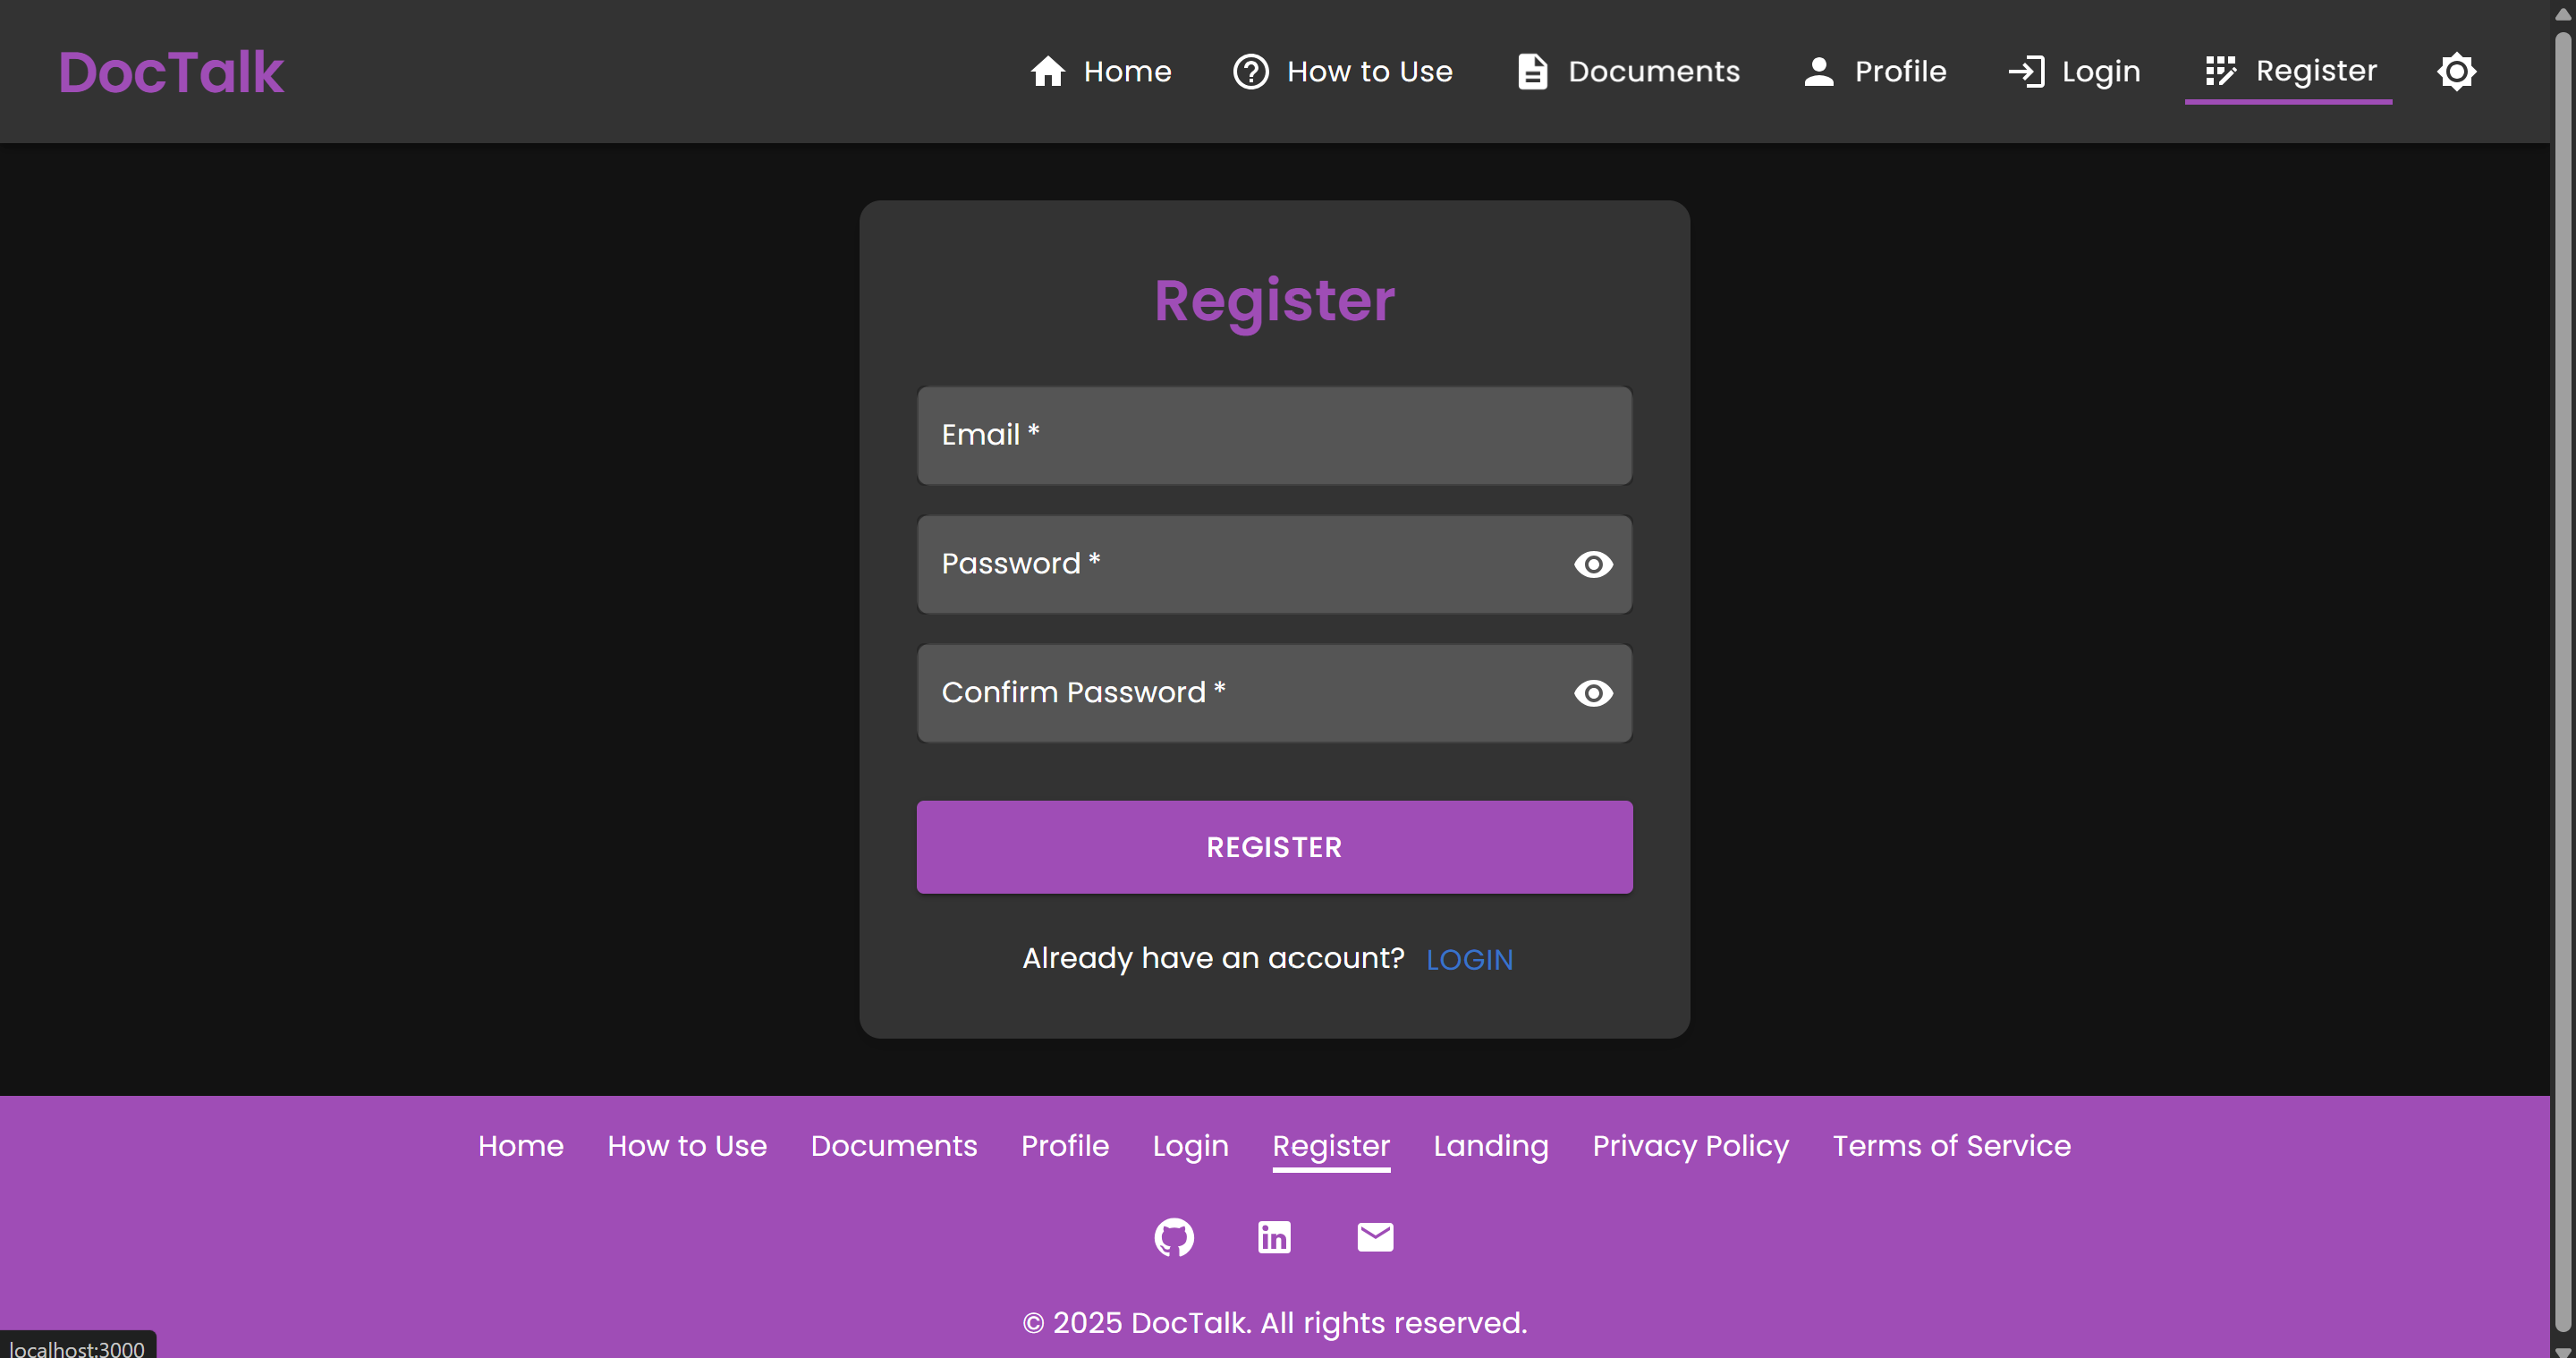 DocTalk
Home How to Use Documents Profile Login Register
Register
Email *
Password *
Confirm Password *
REGISTER
Already have an account? LOGIN
Home How to Use Documents Profile Login Register Landing Privacy Policy Terms of Service
© 2025 DocTalk. All rights reserved.
localhost:3000